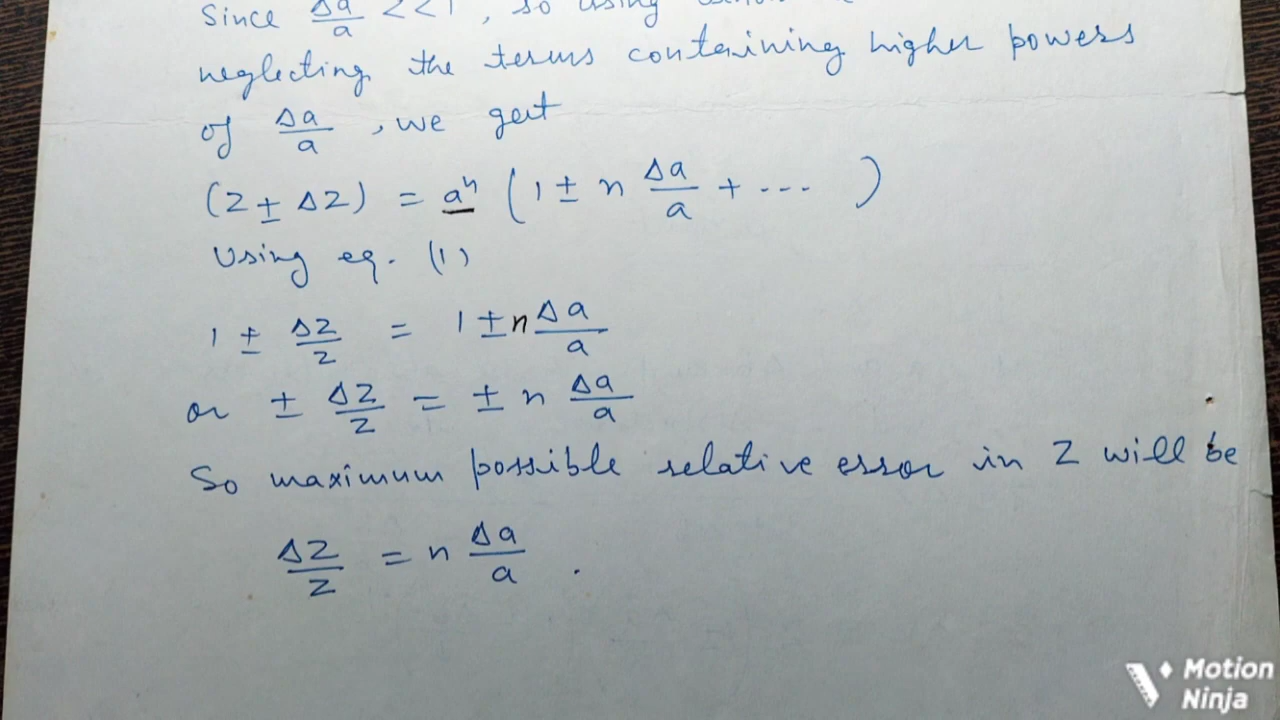 Since Δa/a <<1, so using
neglecting the terms containing higher powers
of Δa/a, we get
(Z ± ΔZ) = aⁿ (1 ± n Δa/a + ... )
Using eq. (1)
1 ± ΔZ/Z = 1 ± n Δa/a
or ± ΔZ/Z = ± n Δa/a
So maximum possible relative error in Z will be
ΔZ/Z = n Δa/a .
Motion
Ninja